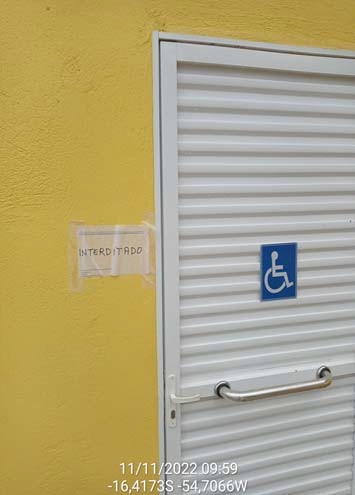 INTERDITADO
11/11/2022 09:59
-16,4173S -54,7066W